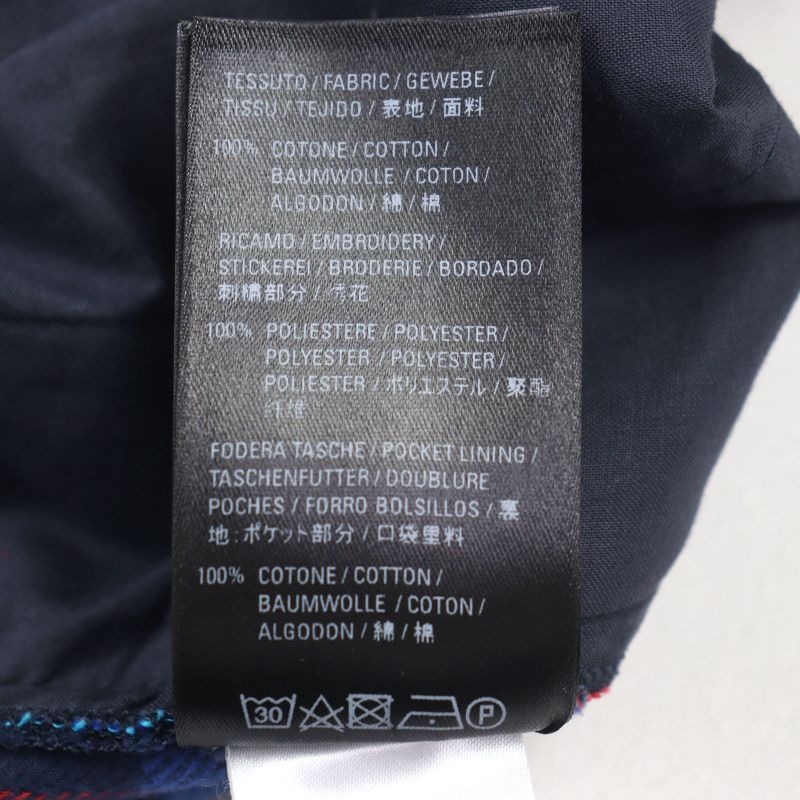 TESSUTO / FABRIC / GEWEBE /
TISSU / TEJIDO / 表地 / 面料
100% COTONE / COTTON /
BAUMWOLLE / COTON /
ALGODON / 綿 / 棉
RICAMO / EMBROIDERY /
STICKEREI / BRODERIE / BORDADO /
刺繍部分 / 绣花
100% POLIESTERE / POLYESTER /
POLYESTER / POLYESTER /
POLIESTER / ポリエステル / 聚酯
纤维
FODERA TASCHE / POCKET LINING /
TASCHENFUTTER / DOUBLURE
POCHES / FORRO BOLSILLOS / 裏
地:ポケット部分 / 口袋里料
100% COTONE / COTTON /
BAUMWOLLE / COTON /
ALGODON / 綿 / 棉
30 P